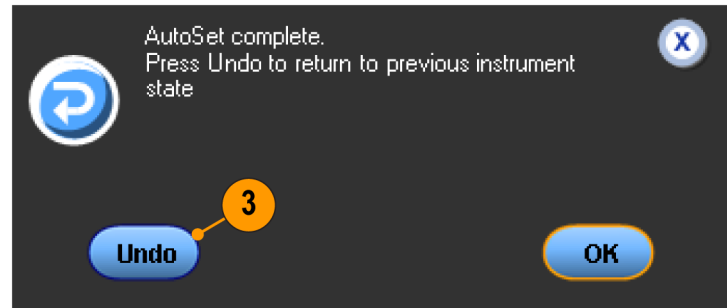 AutoSet complete.
X
Press Undo to return to previous instrument
state
3
Undo
OK